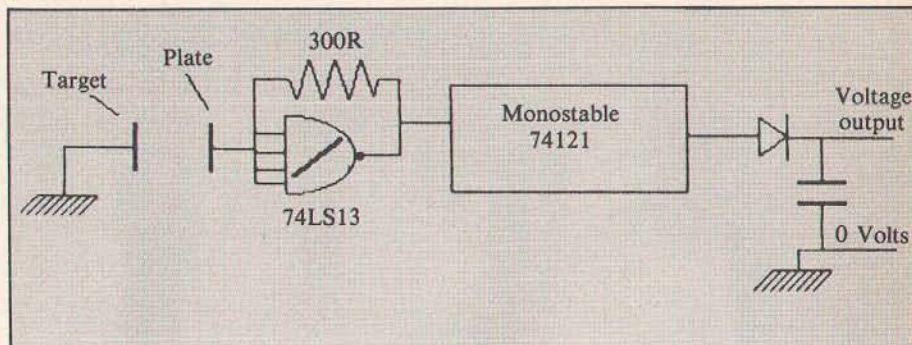 300R
Plate
Target
Monostable
74121
Voltage
output
74LS13
0 Volts